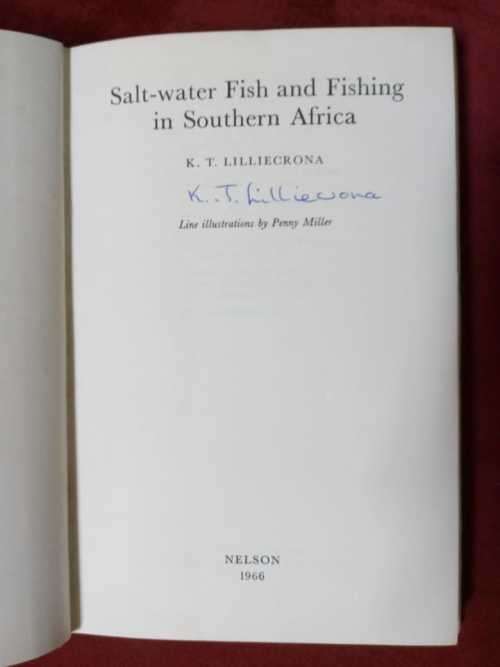 Salt-water Fish and Fishing
in Southern Africa
K. T. LILLIECRONA
K. T. Lilliecrona
Line illustrations by Penny Miller
NELSON
1966